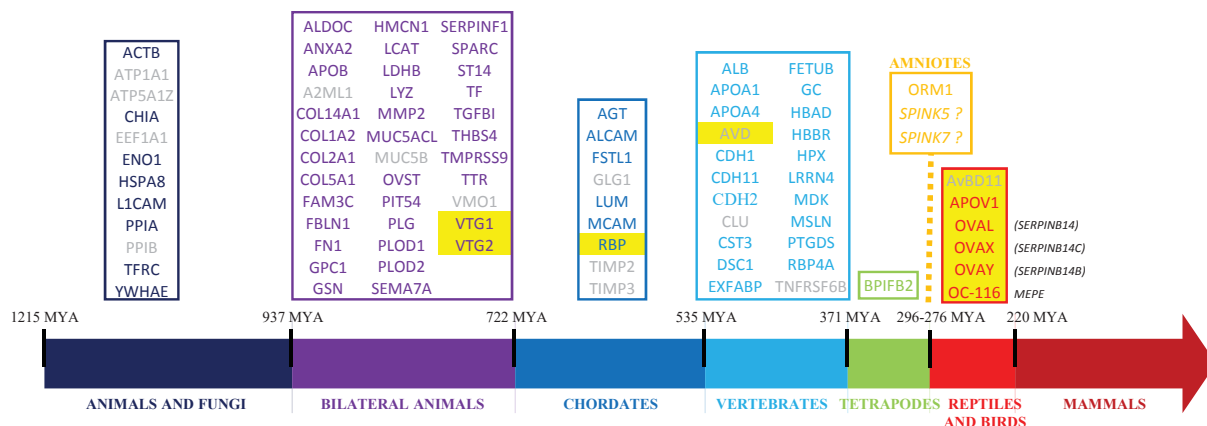 ACTB
ATP1A1
ATP5A1Z
CHIA
EEF1A1
ENO1
HSPA8
L1CAM
PPIA
PPIB
TFRC
YWHAE
ALDOC HMCN1 SERPINF1
ANXA2 LCAT SPARC
APOB LDHB ST14
A2ML1 LYZ TF
COL14A1 MMP2 TGFBI
COL1A2 MUC5ACL THBS4
COL2A1 MUC5B TMPRSS9
COL5A1 OVST TTR
FAM3C PIT54 VMO1
FBLN1 PLG VTG1
FN1 PLOD1 VTG2
GPC1 PLOD2
GSN SEMA7A
AGT
ALCAM
FSTL1
GLG1
LUM
MCAM
RBP
TIMP2
TIMP3
ALB FETUB
APOA1 GC
APOA4 HBAD
AVD HBBR
CDH1 HPX
CDH11 LRRN4
CDH2 MDK
CLU MSLN
CST3 PTGDS
DSC1 RBP4A
EXFABP TNFRSF6B
BPIFB2
AMNIOTES
ORM1
SPINK5 ?
SPINK7 ?
AvBD11
APOV1
OVAL (SERPINB14)
OVAX (SERPINB14C)
OVAY (SERPINB14B)
OC-116 MEPE
1215 MYA 937 MYA 722 MYA 535 MYA 371 MYA 296-276 MYA 220 MYA
ANIMALS AND FUNGI BILATERAL ANIMALS CHORDATES VERTEBRATES TETRAPODES REPTILES MAMMALS
AND BIRDS